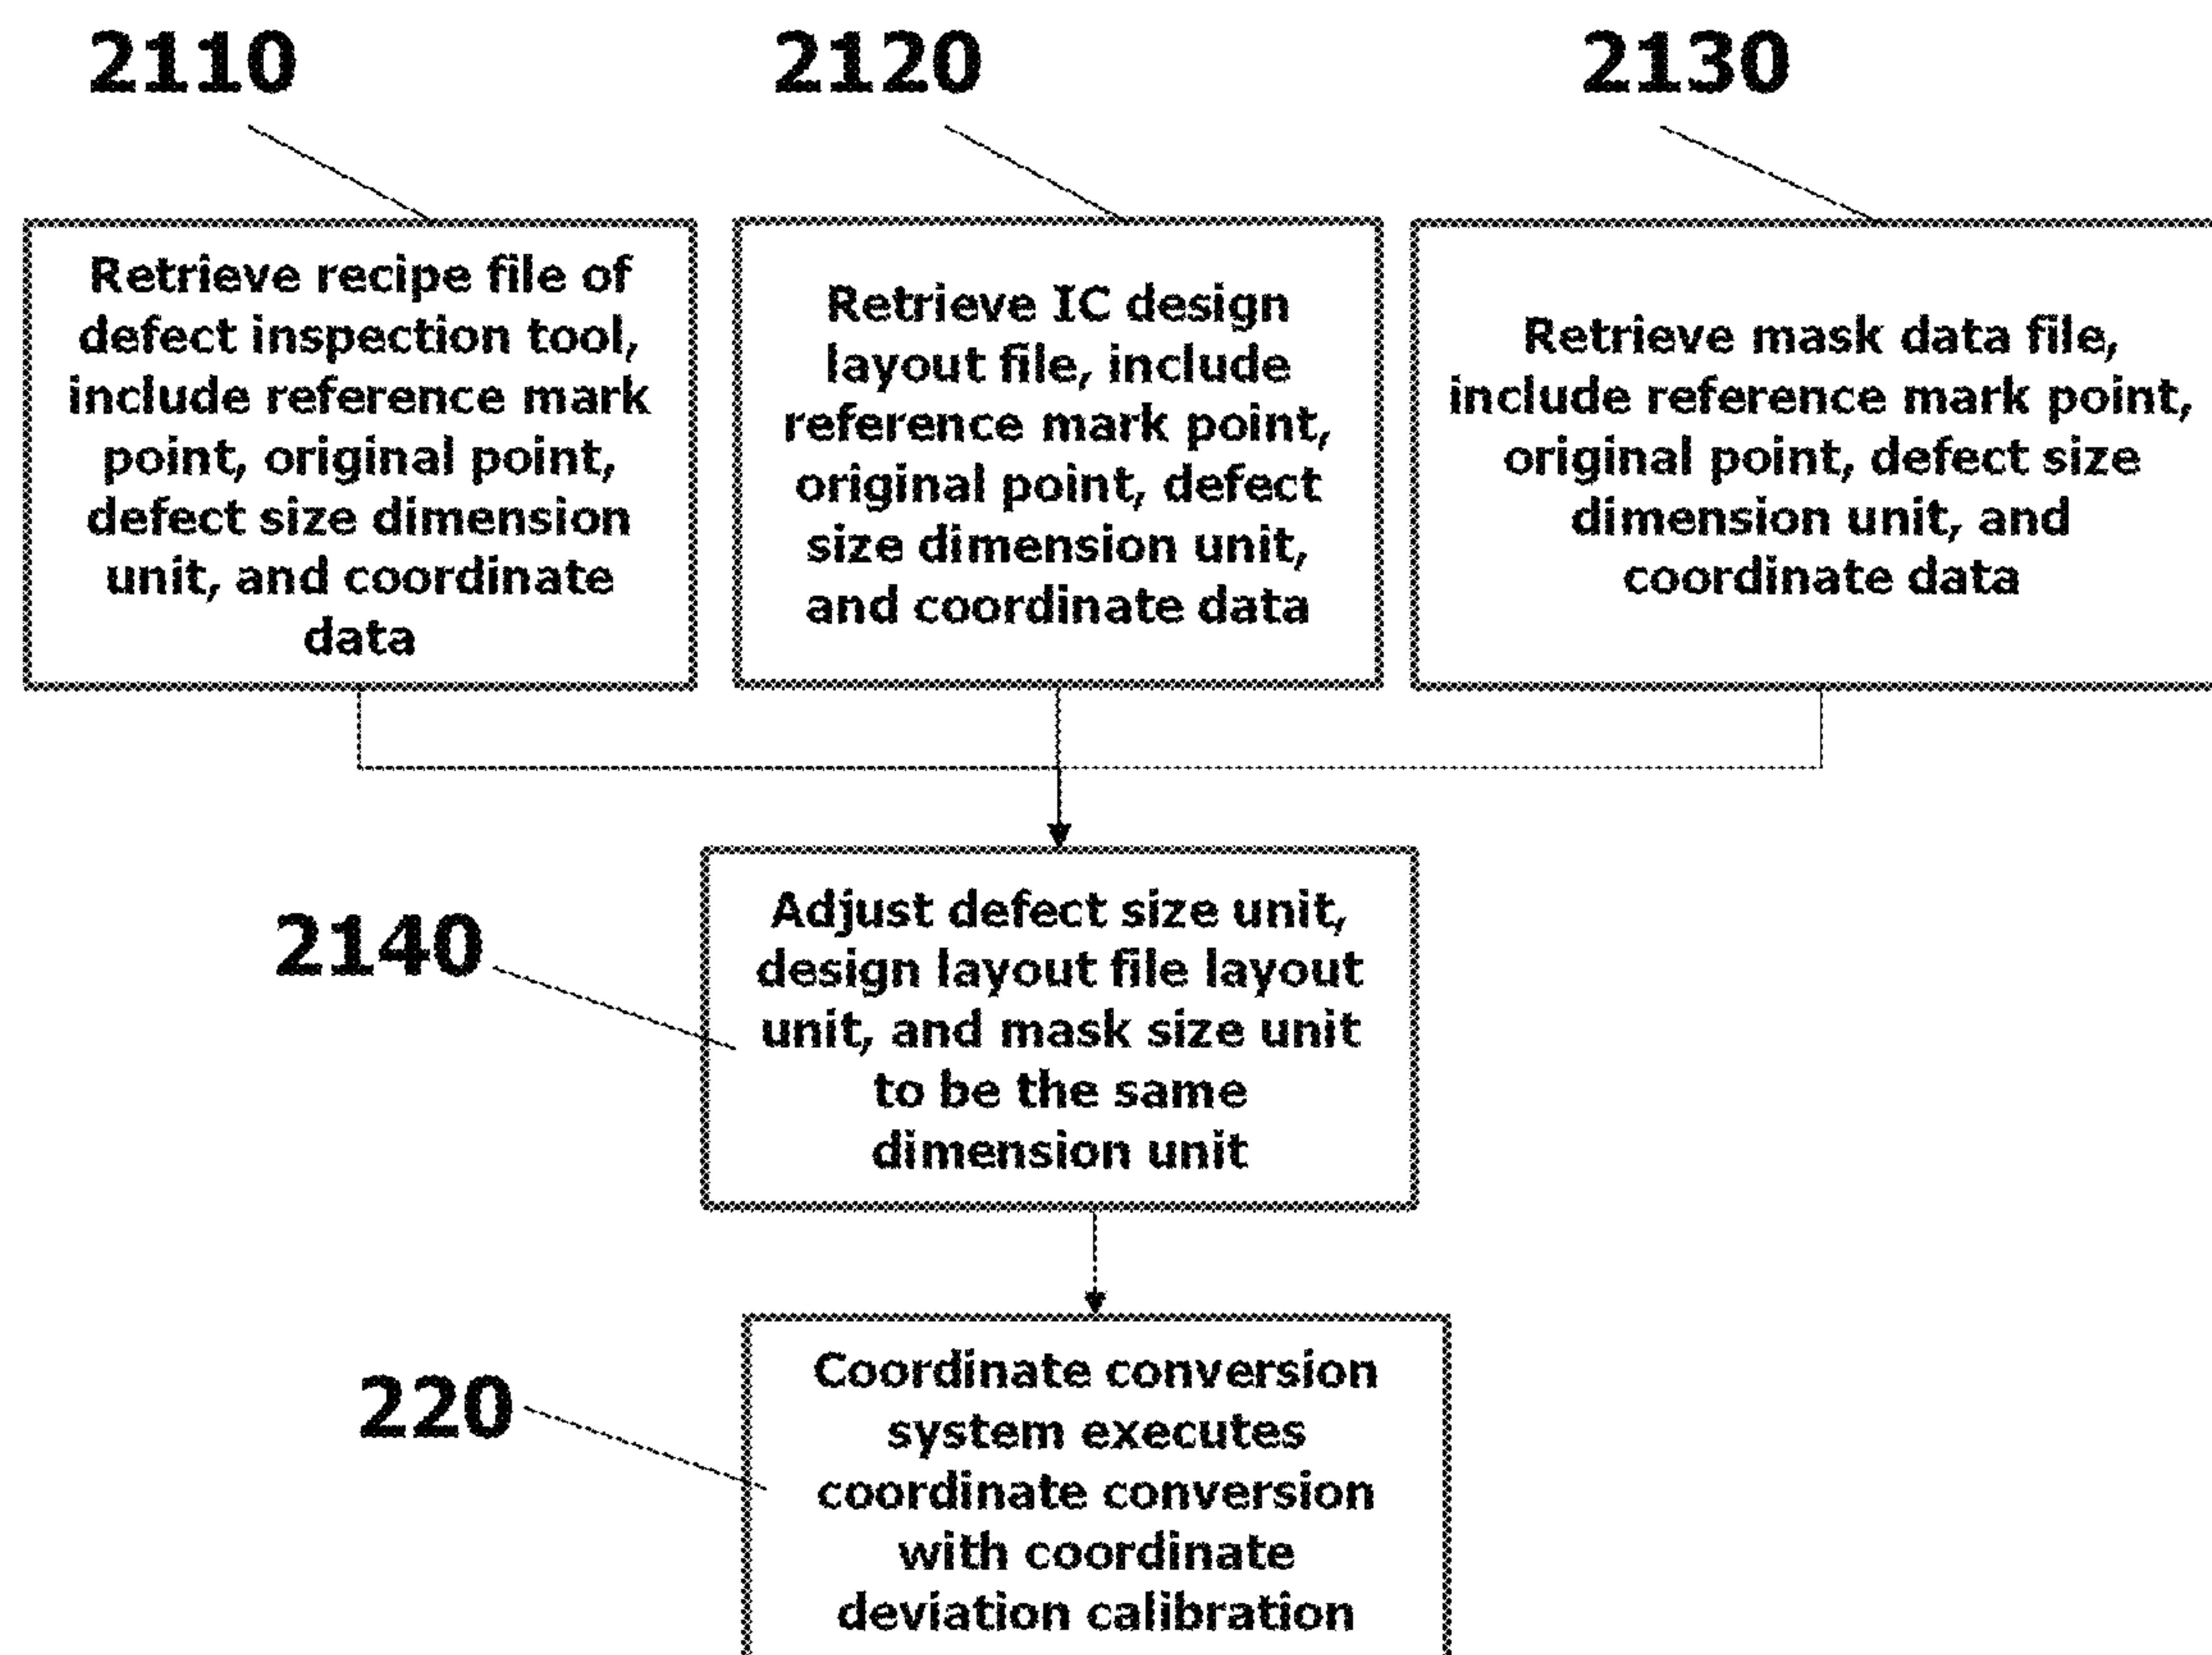 2110
2120
2130
Retrieve recipe file of
defect inspection tool,
include reference mark
point, original point,
defect size dimension
unit, and coordinate
data
Retrieve IC design
layout file, include
reference mark point,
original point, defect
size dimension unit,
and coordinate data
Retrieve mask data file,
include reference mark point,
original point, defect size
dimension unit, and
coordinate data
2140
Adjust defect size unit,
design layout file layout
unit, and mask size unit
to be the same
dimension unit
220
Coordinate conversion
system executes
coordinate conversion
with coordinate
deviation calibration